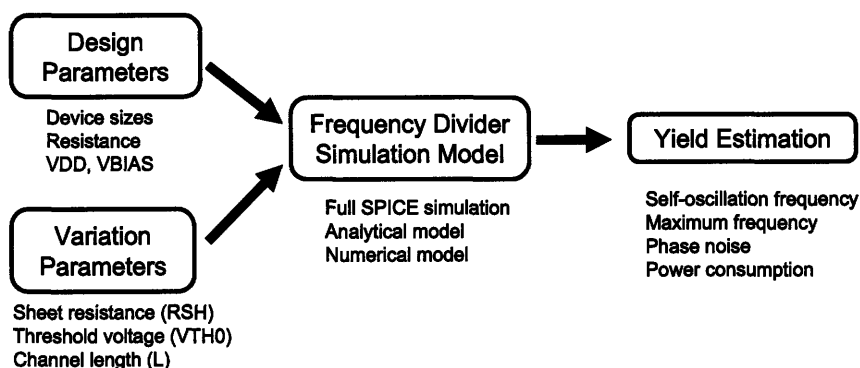 Design
Parameters
Device sizes
Resistance
VDD, VBIAS
Variation
Parameters
Sheet resistance (RSH)
Threshold voltage (VTH0)
Channel length (L)
Frequency Divider
Simulation Model
Full SPICE simulation
Analytical model
Numerical model
Yield Estimation
Self-oscillation frequency
Maximum frequency
Phase noise
Power consumption